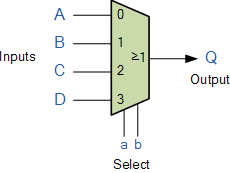 A 0
B 1
Inputs ≥1 Q
C 2 Output
D 3
a b
Select